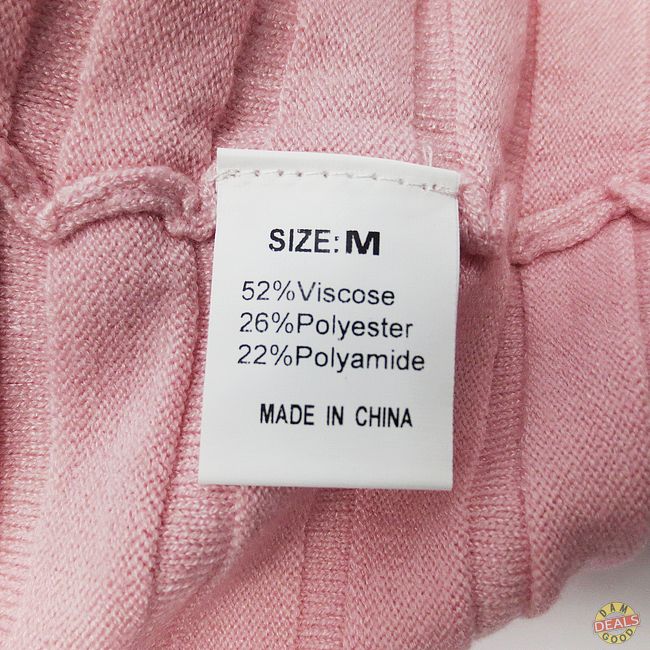 SIZE: M
52%Viscose
26%Polyester
22%Polyamide
MADE IN CHINA
DAM
DEALS
GOOD